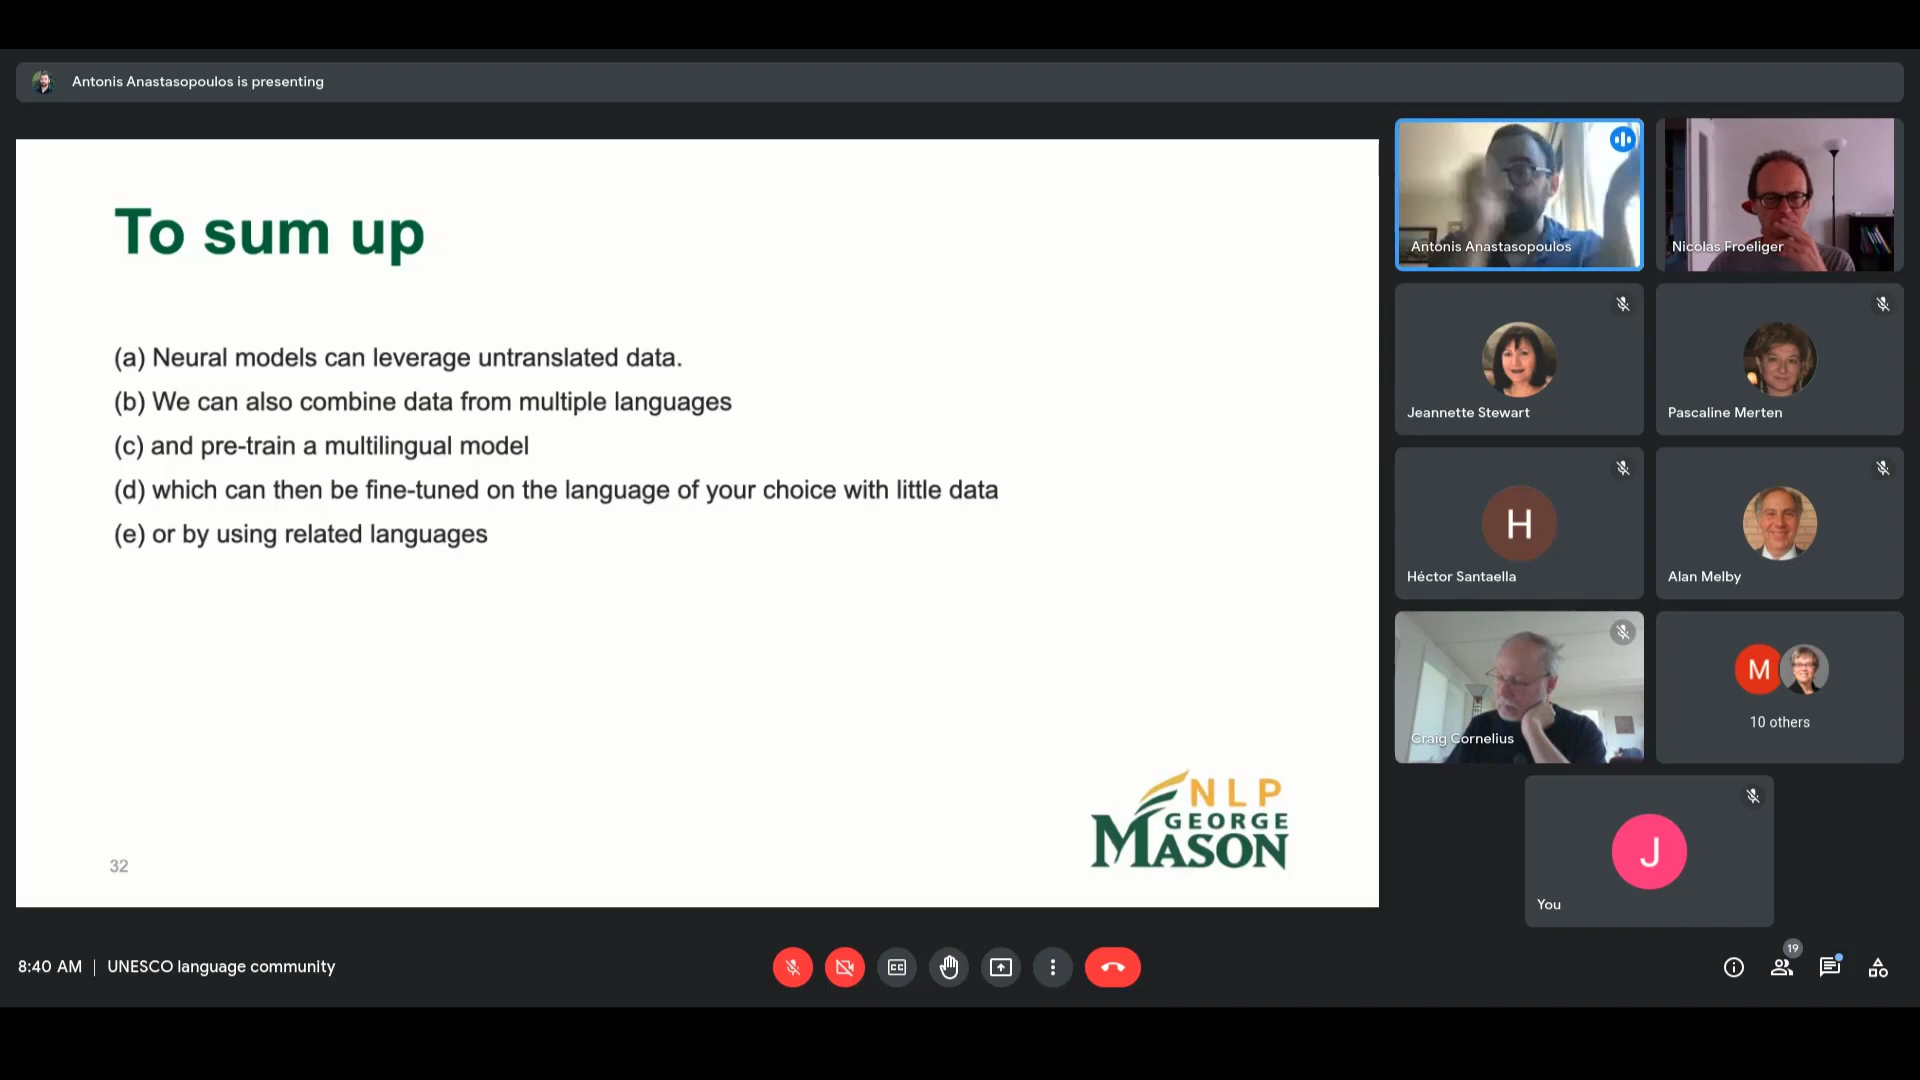 Antonis Anastasopoulos is presenting
To sum up
(a) Neural models can leverage untranslated data.
(b) We can also combine data from multiple languages
(c) and pre-train a multilingual model
(d) which can then be fine-tuned on the language of your choice with little data
(e) or by using related languages
NLP
GEORGE
MASON
32
Antonis Anastasopoulos
Nicolas Froeliger
Jeannette Stewart
Pascaline Merten
H
Héctor Santaella
Alan Melby
Craig Cornelius
M
10 others
J
You
8:40 AM | UNESCO language community
CC
19